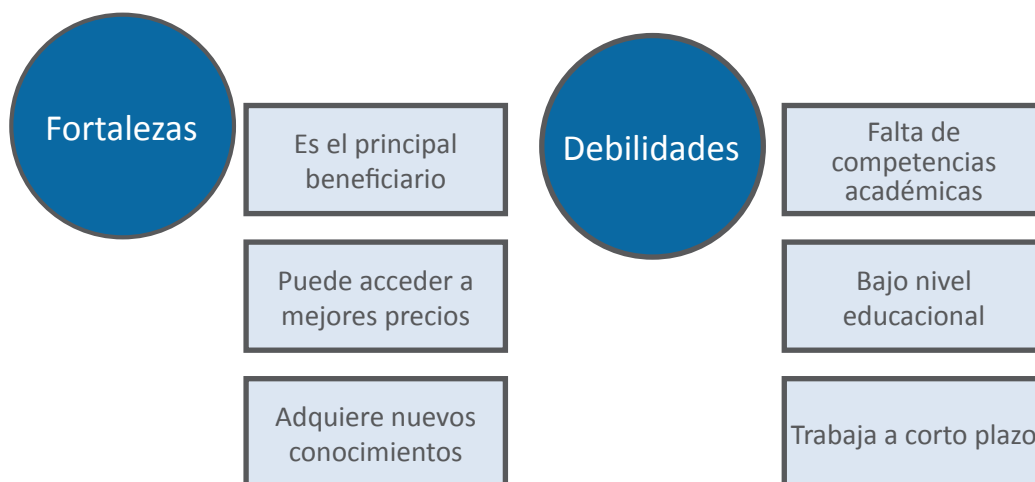 Fortalezas
Es el principal
beneficiario
Puede acceder a
mejores precios
Adquiere nuevos
conocimientos
Debilidades
Falta de
competencias
académicas
Bajo nivel
educacional
Trabaja a corto plazo